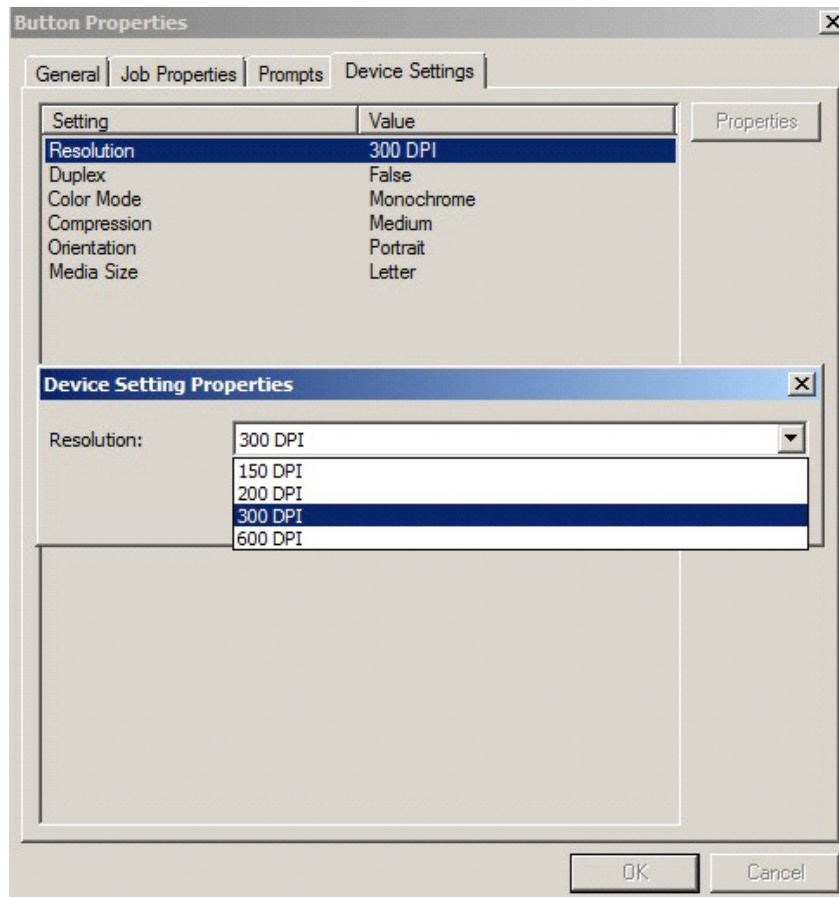 Button Properties
General Job Properties Prompts Device Settings
Setting Value
Properties
Resolution 300 DPI
Duplex False
Color Mode Monochrome
Compression Medium
Orientation Portrait
Media Size Letter
Device Setting Properties
Resolution: 300 DPI
150 DPI
200 DPI
300 DPI
600 DPI
OK Cancel